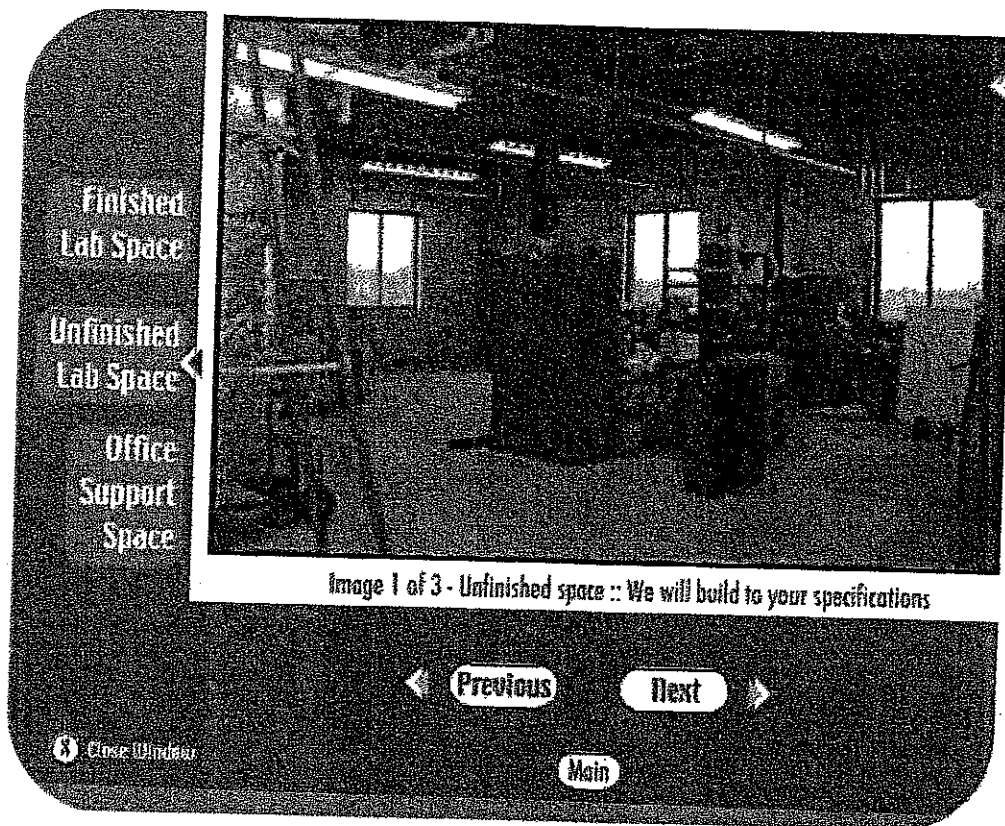 Finished
Lab Space
Unfinished
Lab Space
Office
Support
Space
Image 1 of 3 - Unfinished space :: We will build to your specifications
Previous
Next
X Close Window
Main